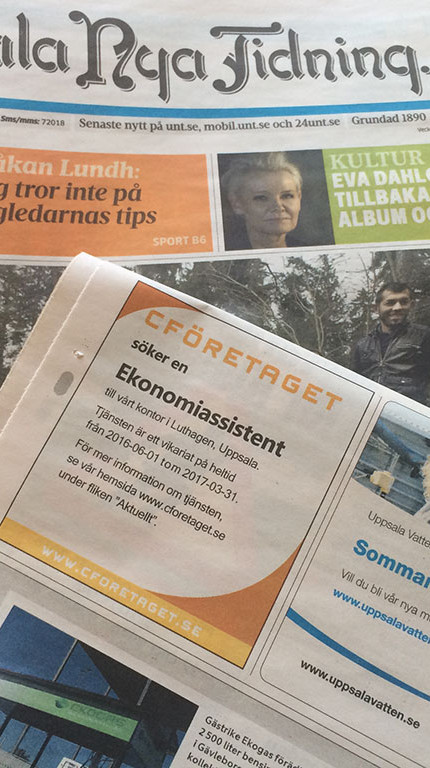 ala Nya Tidning.
Sms/mms: 72018 Senaste nytt på unt.se, mobil.unt.se och 24unt.se Grundad 1890
åkan Lundh:
g tror inte på
gledarnas tips
SPORT B6
KULTUR
EVA DAHLG
TILLBAKA
ALBUM OC
CFÖRETAGET
söker en
Ekonomiassistent
till vårt kontor i Luthagen, Uppsala.
Tjänsten är ett vikariat på heltid
från 2016-06-01 tom 2017-03-31.
För mer information om tjänsten,
se vår hemsida www.cforetaget.se
under fliken "Aktuellt".
WWW.CFORETAGET.SE
Uppsala Vatten
Sommar
Vill du bli vår nya m
www.uppsalavatten
www.uppsalavatten.se
EKOGAS
Gästrike Ekogas föräd
2 500 liter bensin
i Gävlebor
kollek